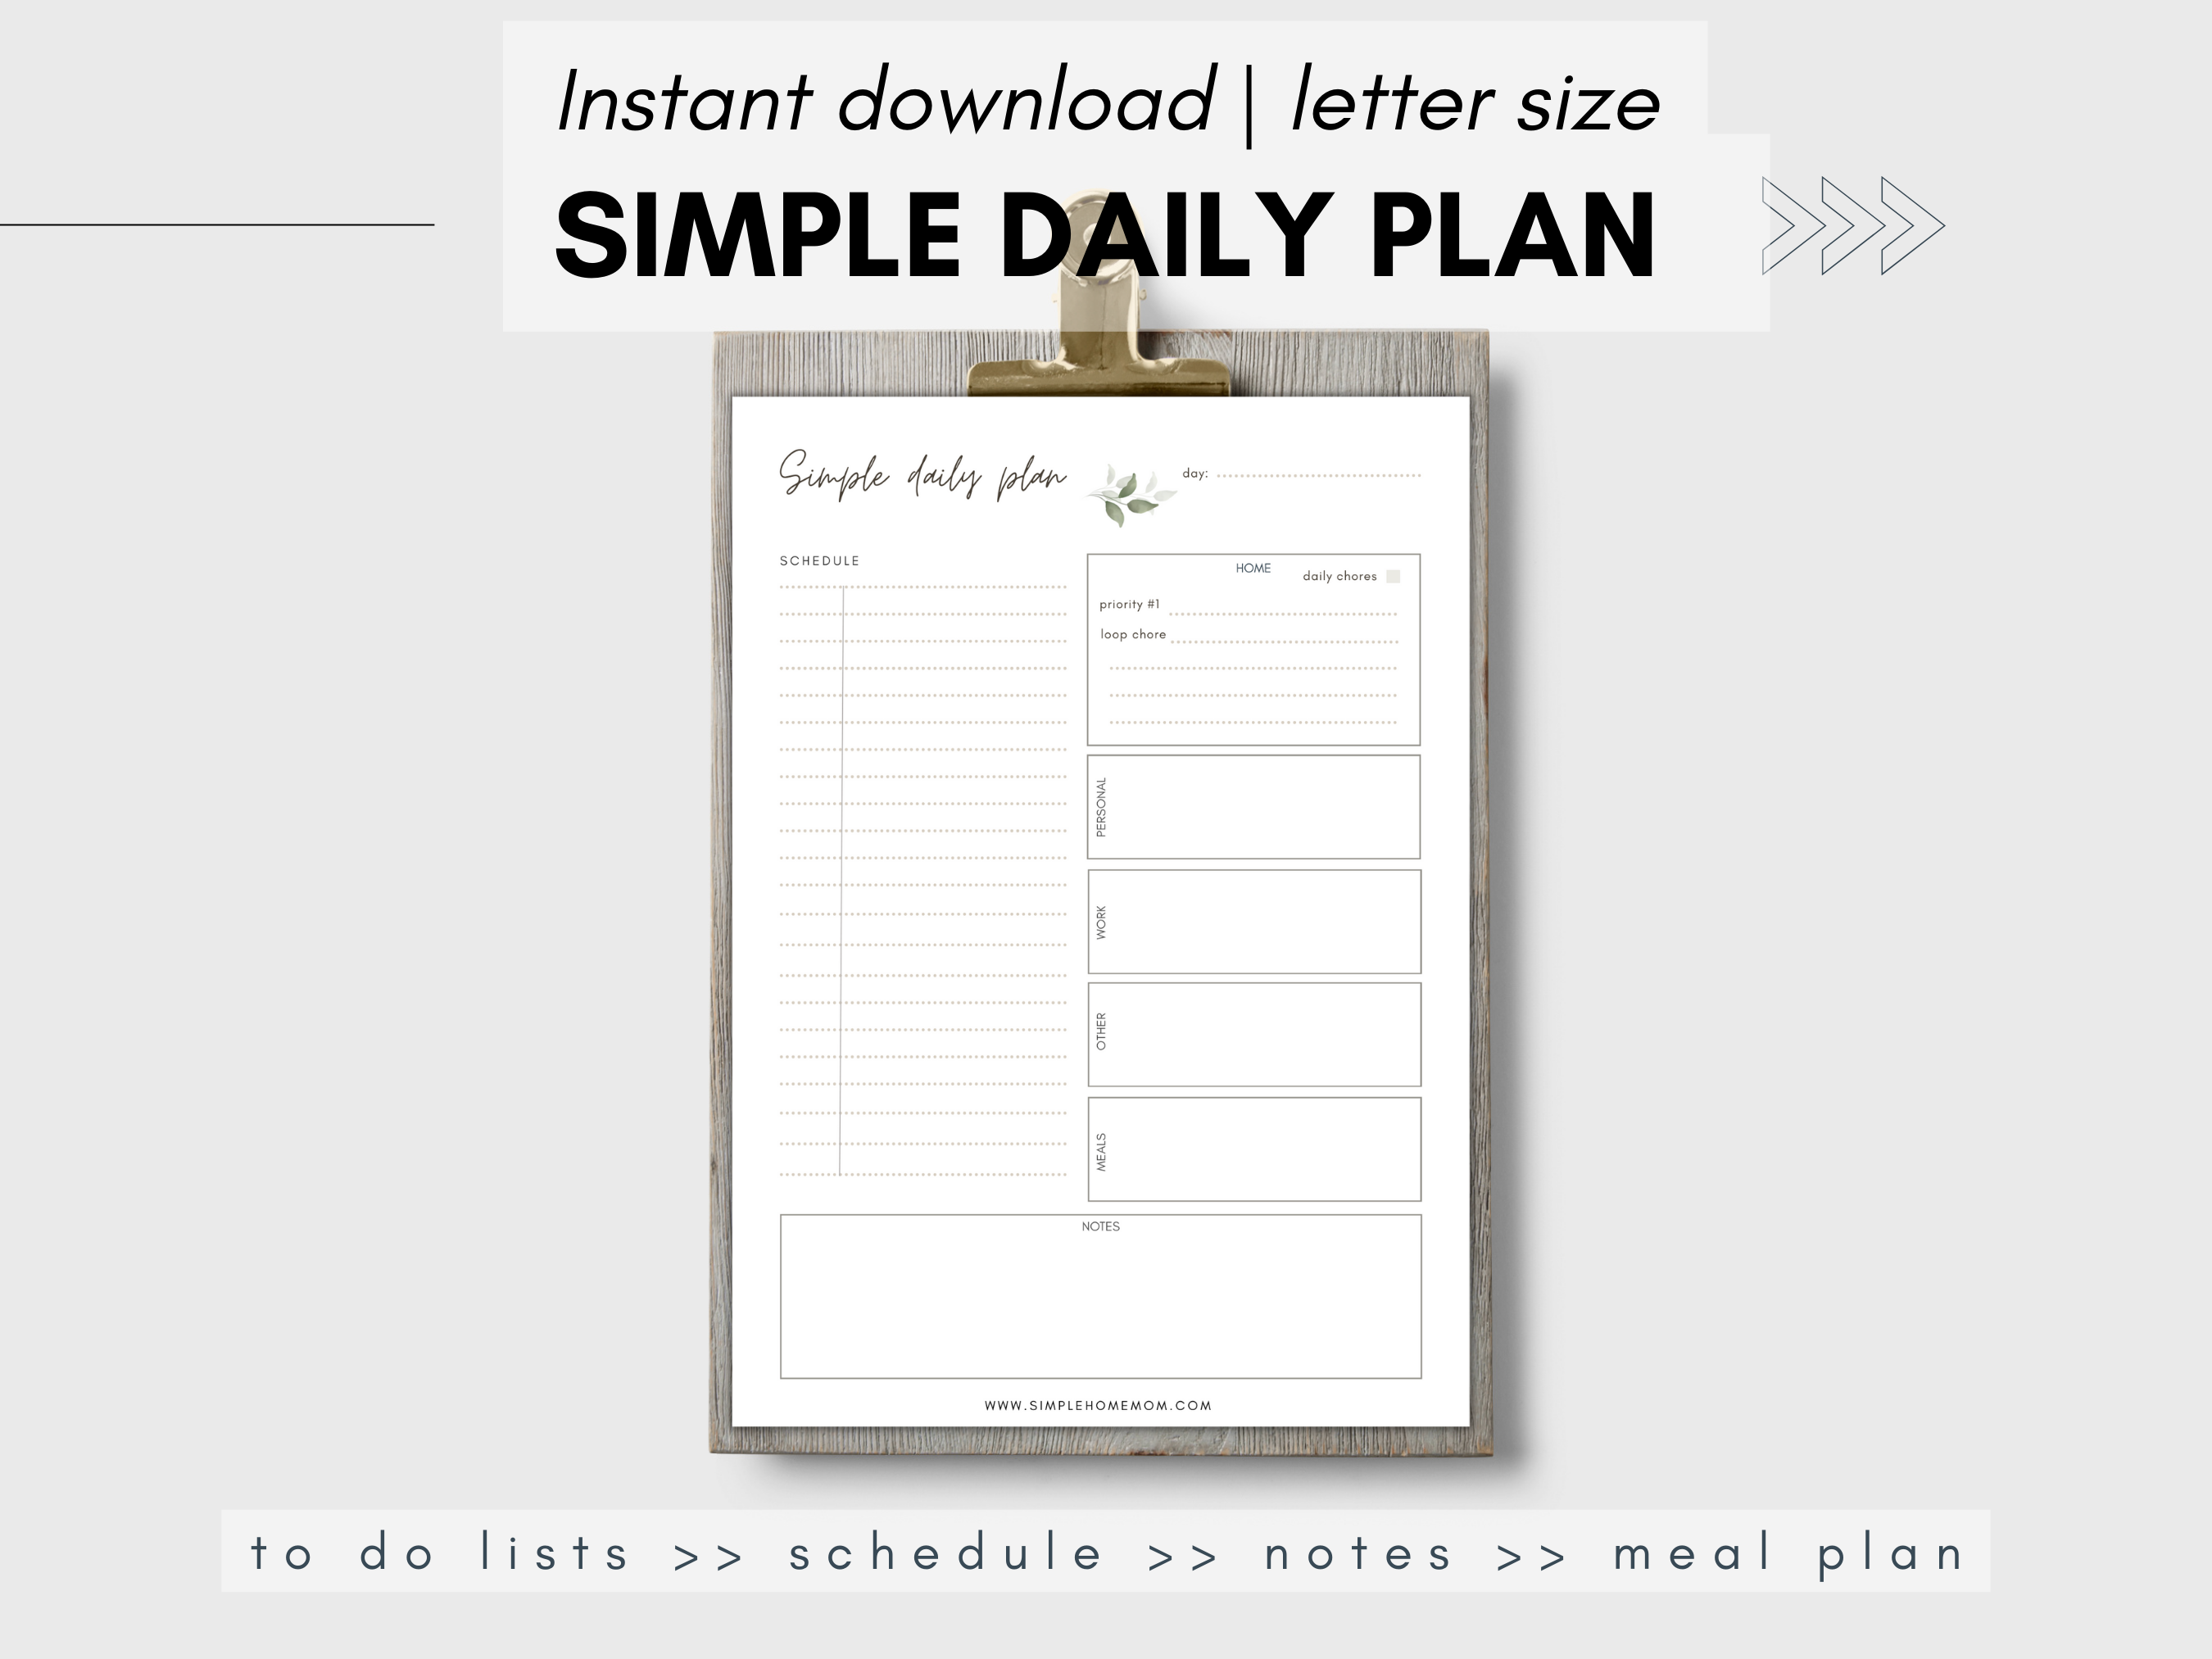 Instant download | letter size
SIMPLE DAILY PLAN
Simple daily plan
day:
SCHEDULE
HOME
daily chores
priority #1
loop chore
PERSONAL
WORK
OTHER
MEALS
NOTES
WWW.SIMPLEHOMEMOM.COM
to do lists >> schedule >> notes >> meal plan